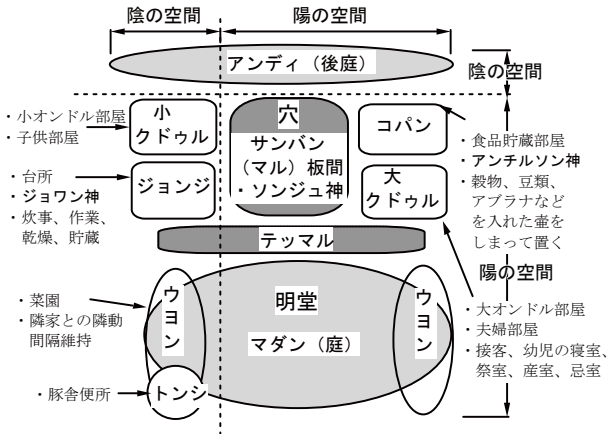 陰の空間
陽の空間
アンディ（後庭）
陰の空間
・小オンドル部屋
・子供部屋
小
クドゥル
穴
サンバン
（マル）板間
・ソンジュ神
コパン
・食品貯蔵部屋
・アンチルソン神
・穀物、豆類、
アブラナなど
を入れた壷を
しまって置く
・台所
・ジョワン神
・炊事、作業、
乾燥、貯蔵
ジョンジ
大
クドゥル
テッマル
陽の空間
・菜園
・隣家との隣動
間隔維持
ウヨン
明堂
マダン（庭）
ウヨン
・大オンドル部屋
・夫婦部屋
・接客、幼児の寝室、
祭室、産室、忌室
・豚舎便所
トンシ